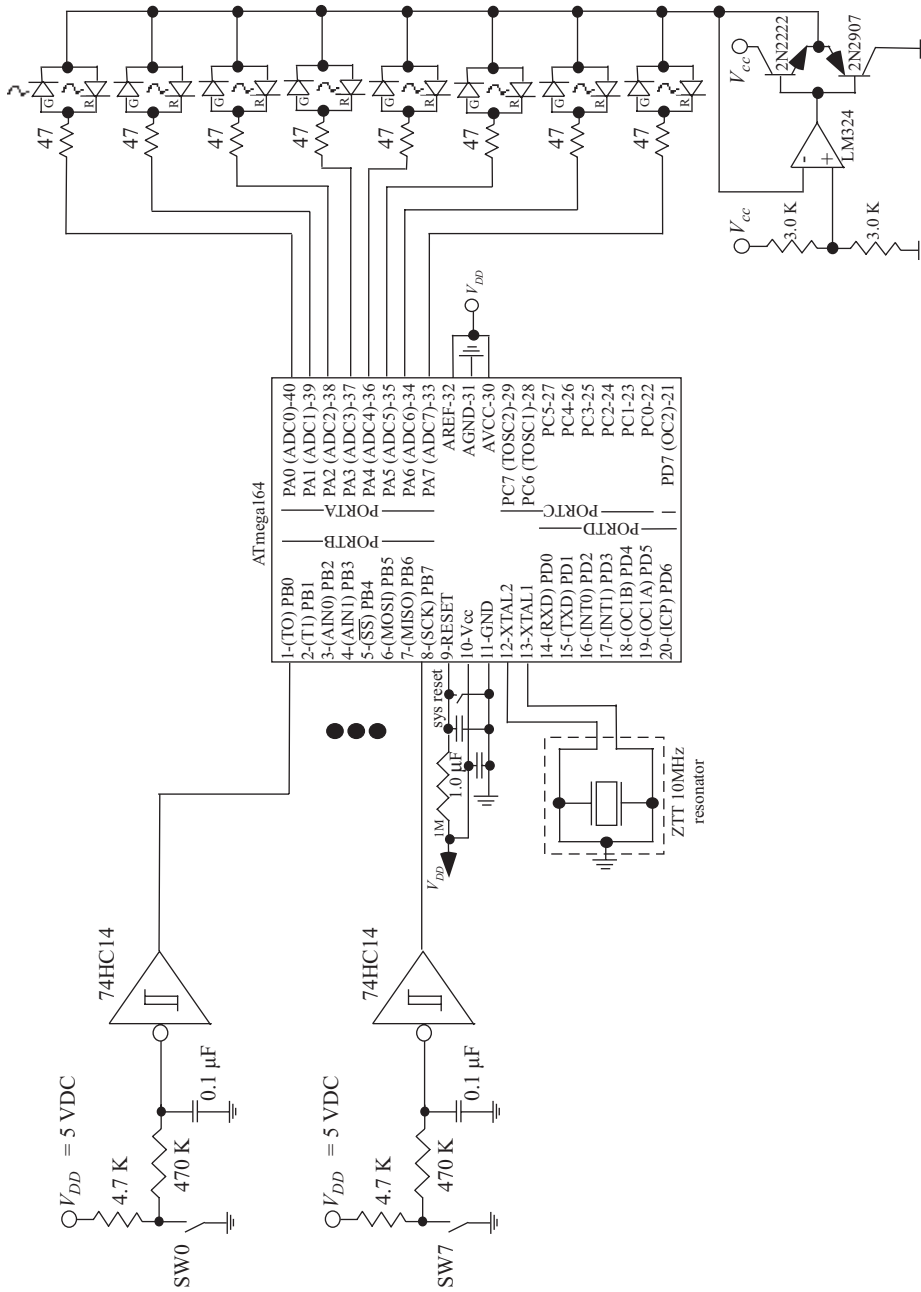 V_DD = 5 VDC
4.7 K
470 K
0.1 µF
SW0
74HC14
V_DD = 5 VDC
4.7 K
470 K
0.1 µF
SW7
74HC14
V_DD
1M
1.0 µF
sys reset
ZTT 10MHz
resonator
ATmega164
1-(TO) PB0
2-(T1) PB1
3-(AIN0) PB2
4-(AIN1) PB3
5-(SS) PB4
6-(MOSI) PB5
7-(MISO) PB6
8-(SCK) PB7
9-RESET
10-Vcc
11-GND
12-XTAL2
13-XTAL1
14-(RXD) PD0
15-(TXD) PD1
16-(INT0) PD2
17-(INT1) PD3
18-(OC1B) PD4
19-(OC1A) PD5
20-(ICP) PD6
PORTB
PORTA
PORTC
PORTD
PA0 (ADC0)-40
PA1 (ADC1)-39
PA2 (ADC2)-38
PA3 (ADC3)-37
PA4 (ADC4)-36
PA5 (ADC5)-35
PA6 (ADC6)-34
PA7 (ADC7)-33
AREF-32
AGND-31
AVCC-30
PC7 (TOSC2)-29
PC6 (TOSC1)-28
PC5-27
PC4-26
PC3-25
PC2-24
PC1-23
PC0-22
PD7 (OC2)-21
V_DD
47
G
R
47
G
R
47
G
R
47
G
R
47
G
R
47
G
R
47
G
R
47
G
R
V_cc
3.0 K
3.0 K
-
+
LM324
V_cc
2N2222
2N2907